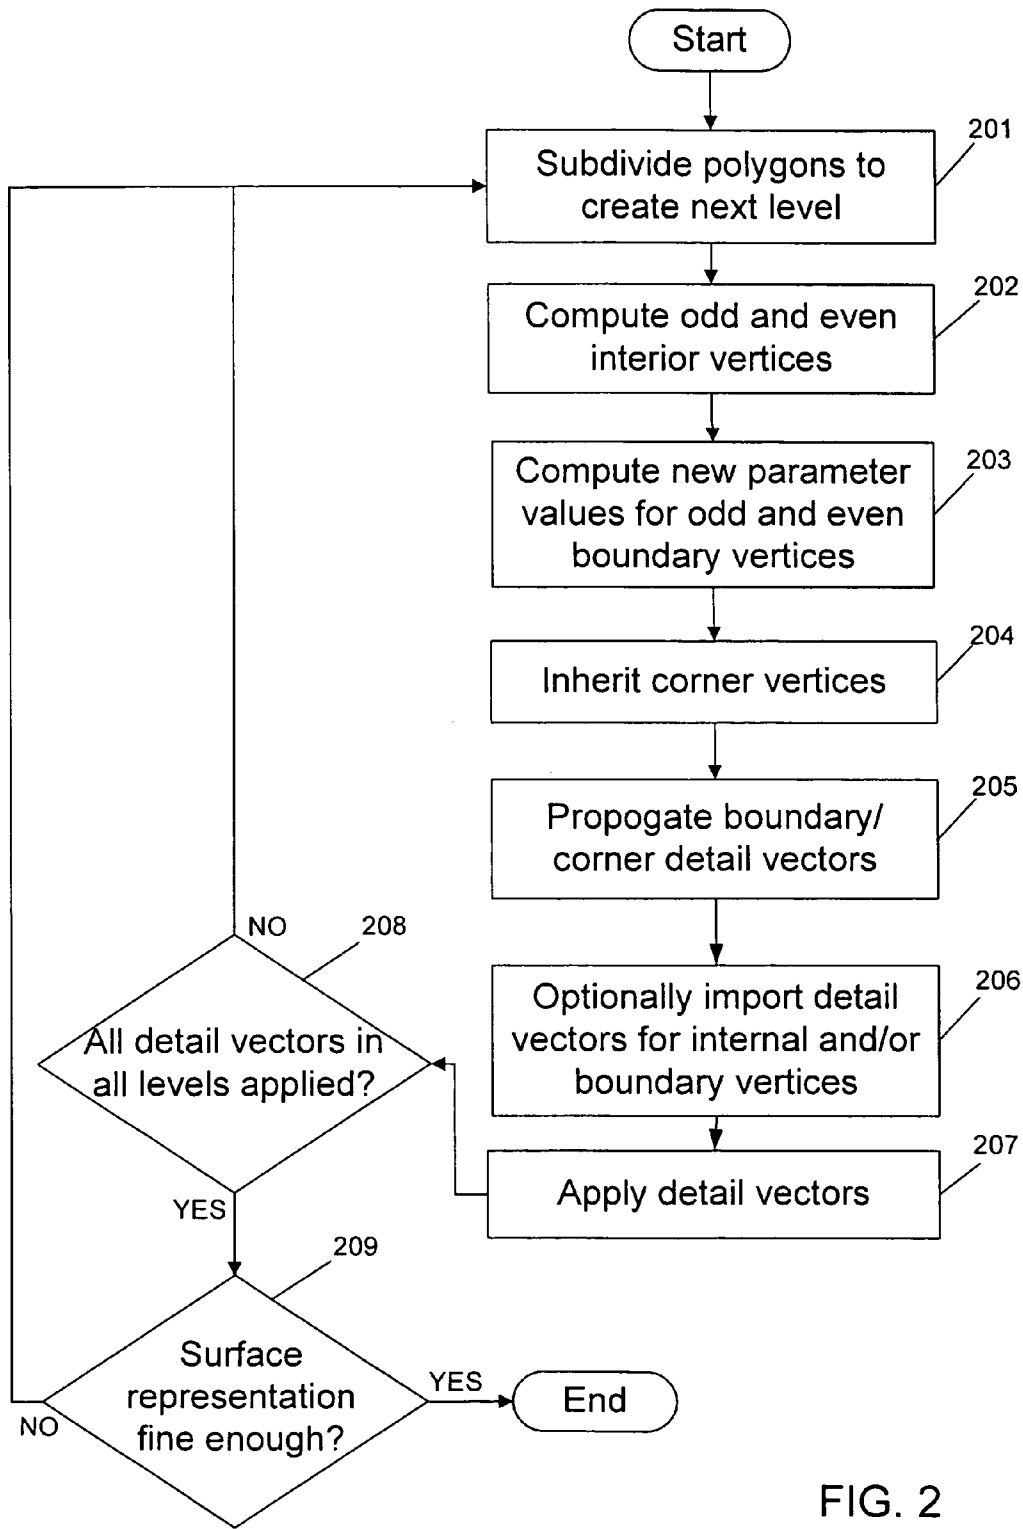 Start
201
Subdivide polygons to
create next level
202
Compute odd and even
interior vertices
203
Compute new parameter
values for odd and even
boundary vertices
204
Inherit corner vertices
205
Propogate boundary/
corner detail vectors
206
Optionally import detail
vectors for internal and/or
boundary vertices
207
Apply detail vectors
NO
208
All detail vectors in
all levels applied?
YES
209
Surface
representation
fine enough?
NO
YES
End
FIG. 2